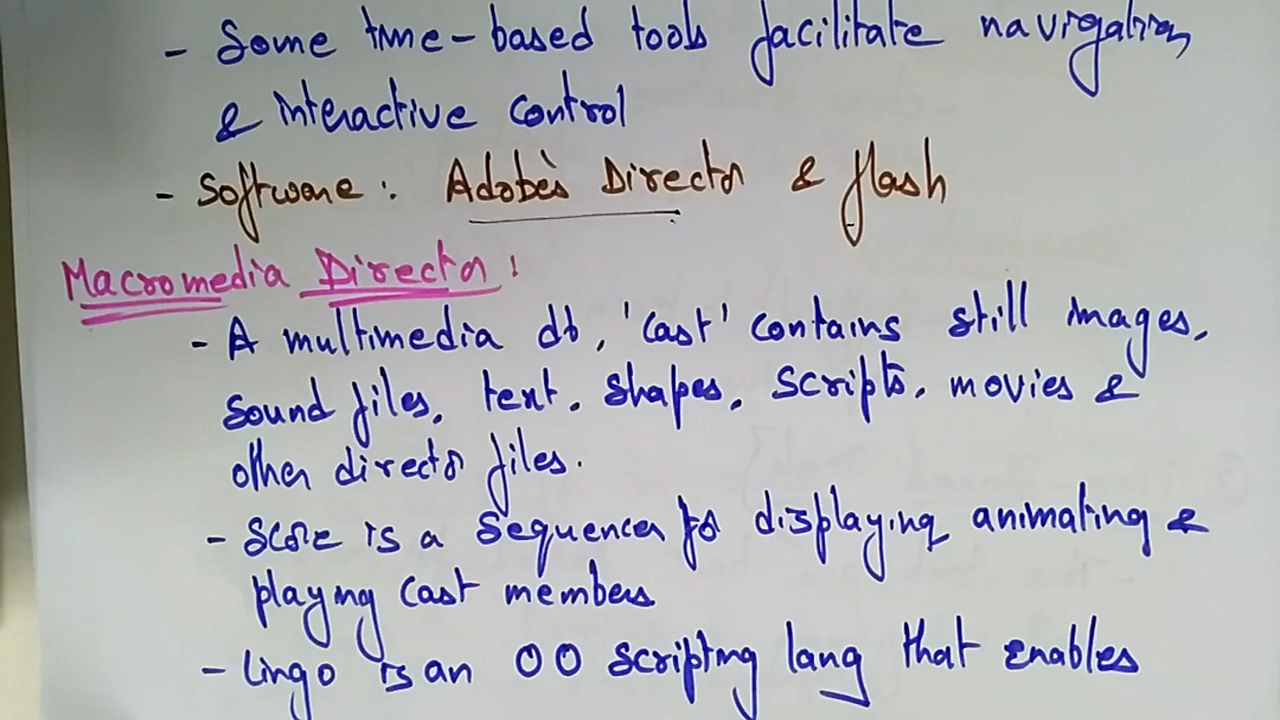 - Some time-based tools facilitate navigation
& interactive control
- Software: Adobe's Director & flash
Macromedia Director:
- A multimedia db, 'cast' contains still images,
sound files, text, shapes, scripts, movies &
other director files.
- Score is a sequencer for displaying animating &
playing cast members
- Lingo is an OO scripting lang that enables